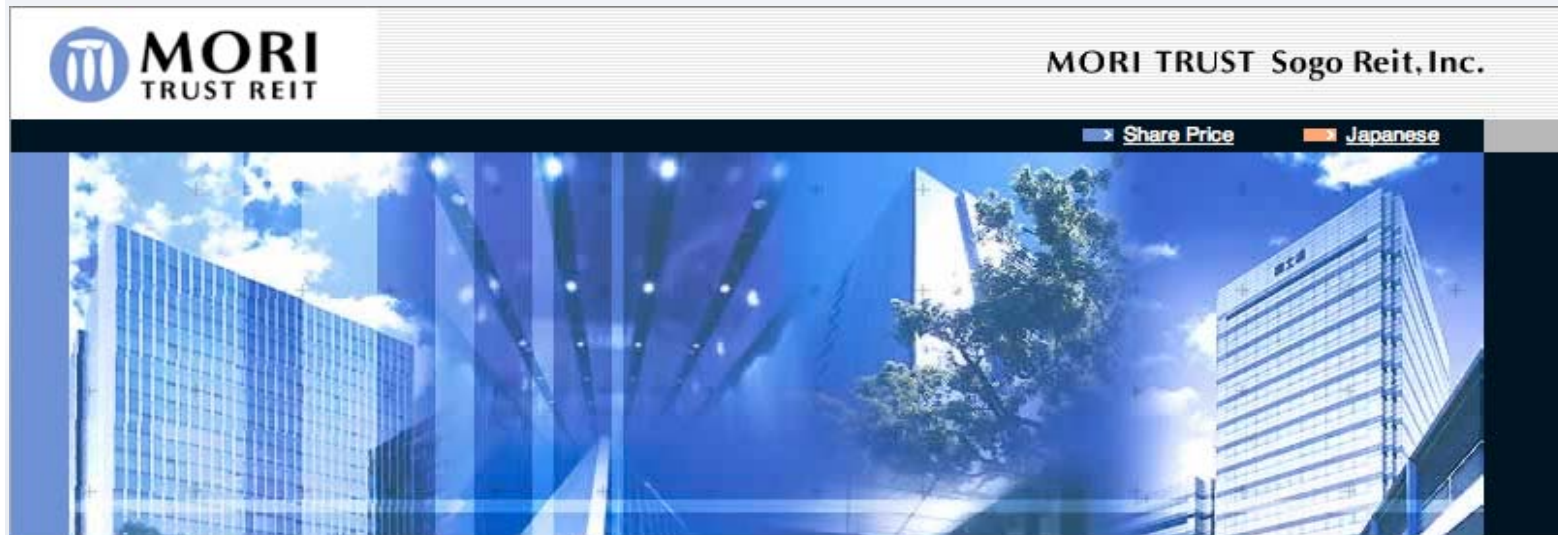 MORI
TRUST REIT
MORI TRUST Sogo Reit, Inc.
Share Price
Japanese